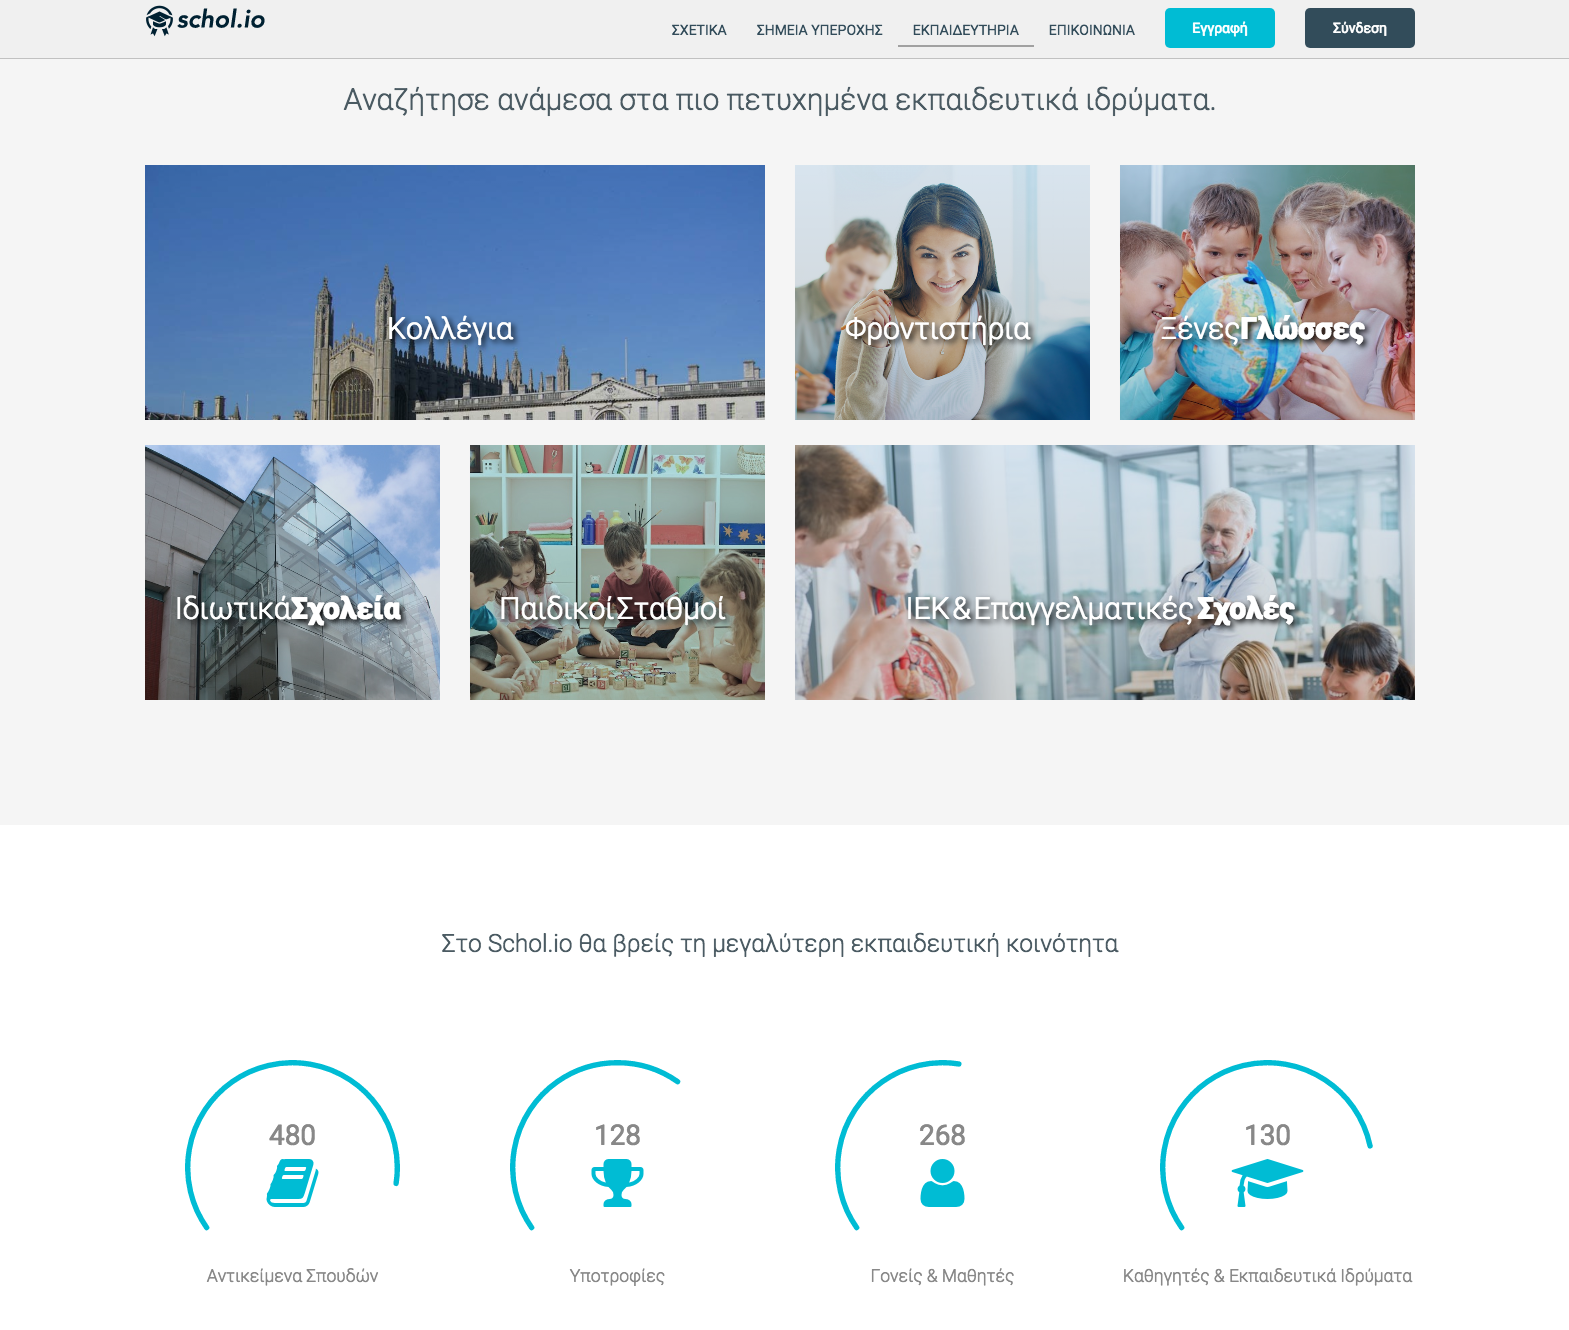 schol.io
ΣΧΕΤΙΚΑ ΣΗΜΕΙΑ ΥΠΕΡΟΧΗΣ ΕΚΠΑΙΔΕΥΤΗΡΙΑ ΕΠΙΚΟΙΝΩΝΙΑ Εγγραφή Σύνδεση
Αναζήτησε ανάμεσα στα πιο πετυχημένα εκπαιδευτικά ιδρύματα.
Κολλέγια
Φροντιστήρια
ΞένεςΓλώσσες
ΙδιωτικάΣχολεία
ΠαιδικοίΣταθμοί
ΙΕΚ & Επαγγελματικές Σχολές
Στο Schol.io θα βρείς τη μεγαλύτερη εκπαιδευτική κοινότητα
480
128
268
130
Αντικείμενα Σπουδών
Υποτροφίες
Γονείς & Μαθητές
Καθηγητές & Εκπαιδευτικά Ιδρύματα